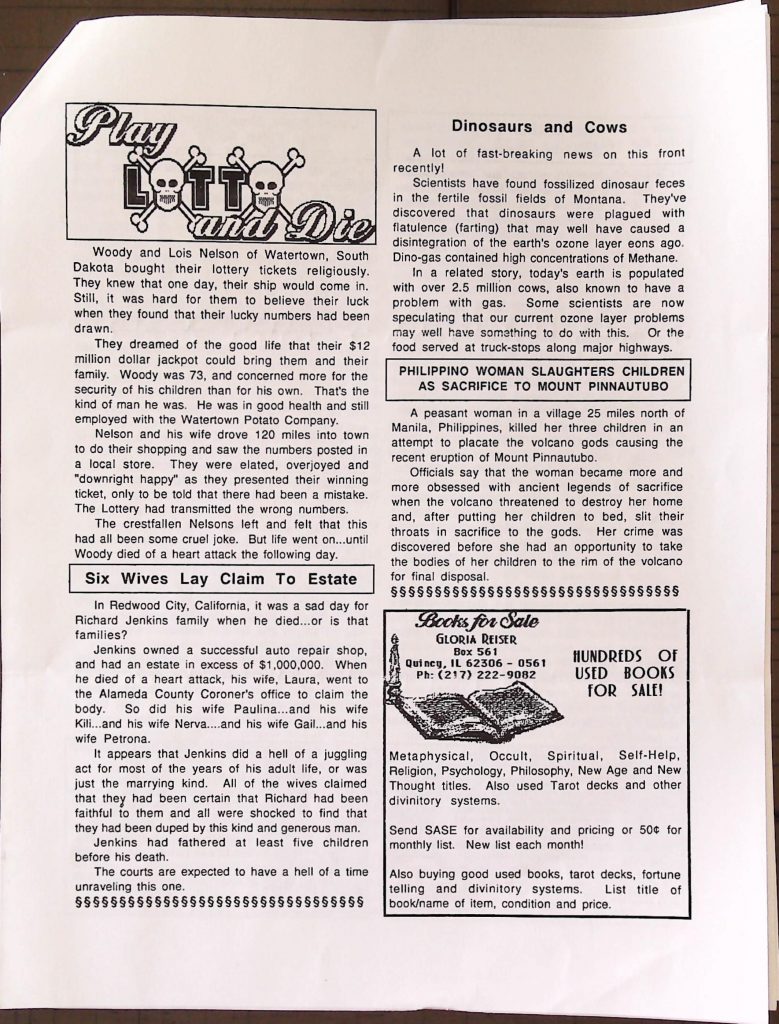 Play
LOTTO
and Die
Woody and Lois Nelson of Watertown, South
Dakota bought their lottery tickets religiously.
They knew that one day, their ship would come in.
Still, it was hard for them to believe their luck
when they found that their lucky numbers had been
drawn.
They dreamed of the good life that their $12
million dollar jackpot could bring them and their
family. Woody was 73, and concerned more for the
security of his children than for his own. That's the
kind of man he was. He was in good health and still
employed with the Watertown Potato Company.
Nelson and his wife drove 120 miles into town
to do their shopping and saw the numbers posted in
a local store. They were elated, overjoyed and
"downright happy" as they presented their winning
ticket, only to be told that there had been a mistake.
The Lottery had transmitted the wrong numbers.
The crestfallen Nelsons left and felt that this
had all been some cruel joke. But life went on...until
Woody died of a heart attack the following day.
Six Wives Lay Claim To Estate
In Redwood City, California, it was a sad day for
Richard Jenkins family when he died...or is that
families?
Jenkins owned a successful auto repair shop,
and had an estate in excess of $1,000,000. When
he died of a heart attack, his wife, Laura, went to
the Alameda County Coroner's office to claim the
body. So did his wife Paulina...and his wife
Kili...and his wife Nerva....and his wife Gail...and his
wife Petrona.
It appears that Jenkins did a hell of a juggling
act for most of the years of his adult life, or was
just the marrying kind. All of the wives claimed
that they had been certain that Richard had been
faithful to them and all were shocked to find that
they had been duped by this kind and generous man.
Jenkins had fathered at least five children
before his death.
The courts are expected to have a hell of a time
unraveling this one.
§§§§§§§§§§§§§§§§§§§§§§§§§§§§§§§§§
Dinosaurs and Cows
A lot of fast-breaking news on this front
recently!
Scientists have found fossilized dinosaur feces
in the fertile fossil fields of Montana. They've
discovered that dinosaurs were plagued with
flatulence (farting) that may well have caused a
disintegration of the earth's ozone layer eons ago.
Dino-gas contained high concentrations of Methane.
In a related story, today's earth is populated
with over 2.5 million cows, also known to have a
problem with gas. Some scientists are now
speculating that our current ozone layer problems
may well have something to do with this. Or the
food served at truck-stops along major highways.
PHILIPPINO WOMAN SLAUGHTERS CHILDREN
AS SACRIFICE TO MOUNT PINNAUTUBO
A peasant woman in a village 25 miles north of
Manila, Philippines, killed her three children in an
attempt to placate the volcano gods causing the
recent eruption of Mount Pinnautubo.
Officials say that the woman became more and
more obsessed with ancient legends of sacrifice
when the volcano threatened to destroy her home
and, after putting her children to bed, slit their
throats in sacrifice to the gods. Her crime was
discovered before she had an opportunity to take
the bodies of her children to the rim of the volcano
for final disposal.
§§§§§§§§§§§§§§§§§§§§§§§§§§§§§§§§§
Books for Sale
GLORIA REISER
Box 561
Quincy, IL 62306 - 0561
Ph: (217) 222-9082
HUNDREDS OF
USED BOOKS
FOR SALE!
Metaphysical, Occult, Spiritual, Self-Help,
Religion, Psychology, Philosophy, New Age and New
Thought titles. Also used Tarot decks and other
divinitory systems.
Send SASE for availability and pricing or 50¢ for
monthly list. New list each month!
Also buying good used books, tarot decks, fortune
telling and divinitory systems. List title of
book/name of item, condition and price.